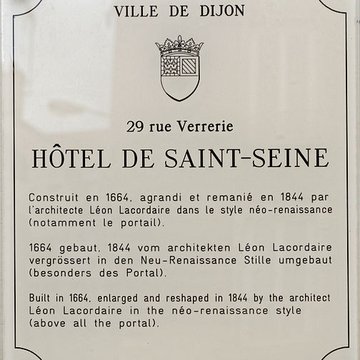 VILLE DE DIJON
29 rue Verrerie
HÔTEL DE SAINT-SEINE
Construit en 1664, agrandi et remanié en 1844 par
l'architecte Léon Lacordaire dans le style néo-renaissance
(notamment le portail).
1664 gebaut, 1844 vom architekten Léon Lacordaire
vergrössert in den Neu-Renaissance Stille umgebaut
(besonders des Portal).
Built in 1664, enlarged and reshaped in 1844 by the architect
Léon Lacordaire in the néo-renaissance style
(above all the portal).